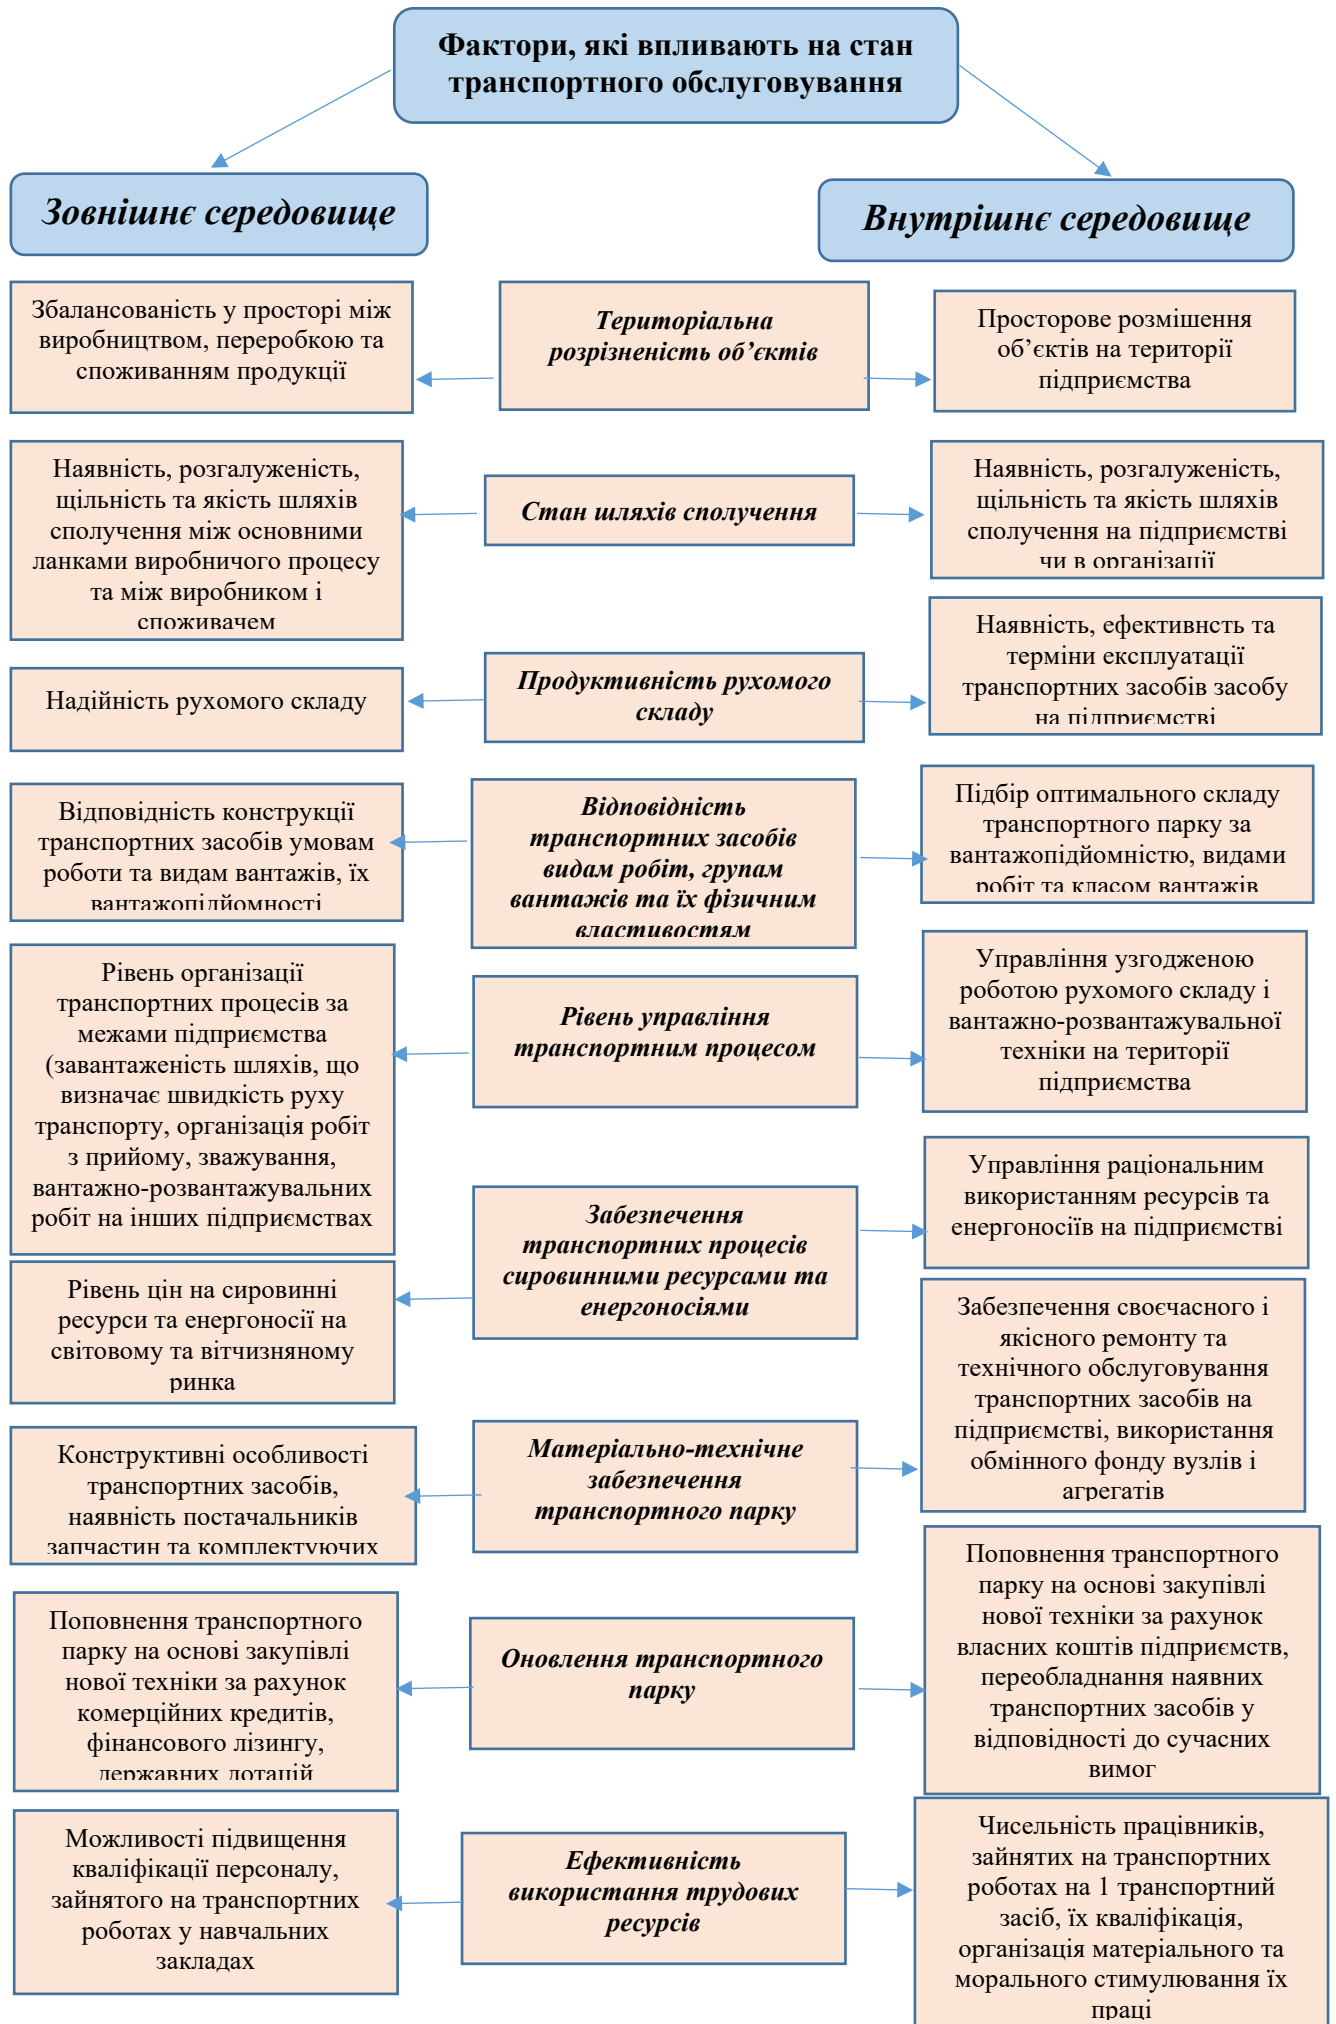 Фактори, які впливають на стан
транспортного обслуговування
Зовнішнє середовище
Внутрішнє середовище
Збалансованість у просторі між
виробництвом, переробкою та
споживанням продукції
Територіальна
розрізненість об’єктів
Просторове розмішення
об’єктів на території
підприємства
Наявність, розгалуженість,
щільність та якість шляхів
сполучення між основними
ланками виробничого процесу
та між виробником і
споживачем
Стан шляхів сполучення
Наявність, розгалуженість,
щільність та якість шляхів
сполучення на підприємстві
чи в організації
Надійність рухомого складу
Продуктивність рухомого
складу
Наявність, ефективнсть та
терміни експлуатації
транспортних засобів засобу
на підприємстві
Відповідність конструкції
транспортних засобів умовам
роботи та видам вантажів, їх
вантажопідйомності
Відповідність
транспортних засобів
видам робіт, групам
вантажів та їх фізичним
властивостям
Підбір оптимального складу
транспортного парку за
вантажопідйомністю, видами
робіт та класом вантажів
Рівень організації
транспортних процесів за
межами підприємства
(завантаженість шляхів, що
визначає швидкість руху
транспорту, організація робіт
з прийому, зважування,
вантажно-розвантажувальних
робіт на інших підприємствах
Рівень управління
транспортним процесом
Управління узгодженою
роботою рухомого складу і
вантажно-розвантажувальної
техніки на території
підприємства
Рівень цін на сировинні
ресурси та енергоносії на
світовому та вітчизняному
ринка
Забезпечення
транспортних процесів
сировинними ресурсами та
енергоносіями
Управління раціональним
використанням ресурсів та
енергоносіїв на підприємстві
Конструктивні особливості
транспортних засобів,
наявність постачальників
запчастин та комплектуючих
Матеріально-технічне
забезпечення
транспортного парку
Забезпечення своєчасного і
якісного ремонту та
технічного обслуговування
транспортних засобів на
підприємстві, використання
обмінного фонду вузлів і
агрегатів
Поповнення транспортного
парку на основі закупівлі
нової техніки за рахунок
комерційних кредитів,
фінансового лізингу,
державних дотацій
Оновлення транспортного
парку
Поповнення транспортного
парку на основі закупівлі
нової техніки за рахунок
власних коштів підприємств,
переобладнання наявних
транспортних засобів у
відповідності до сучасних
вимог
Можливості підвищення
кваліфікації персоналу,
зайнятого на транспортних
роботах у навчальних
закладах
Ефективність
використання трудових
ресурсів
Чисельність працівників,
зайнятих на транспортних
роботах на 1 транспортний
засіб, їх кваліфікація,
організація матеріального та
морального стимулювання їх
праці